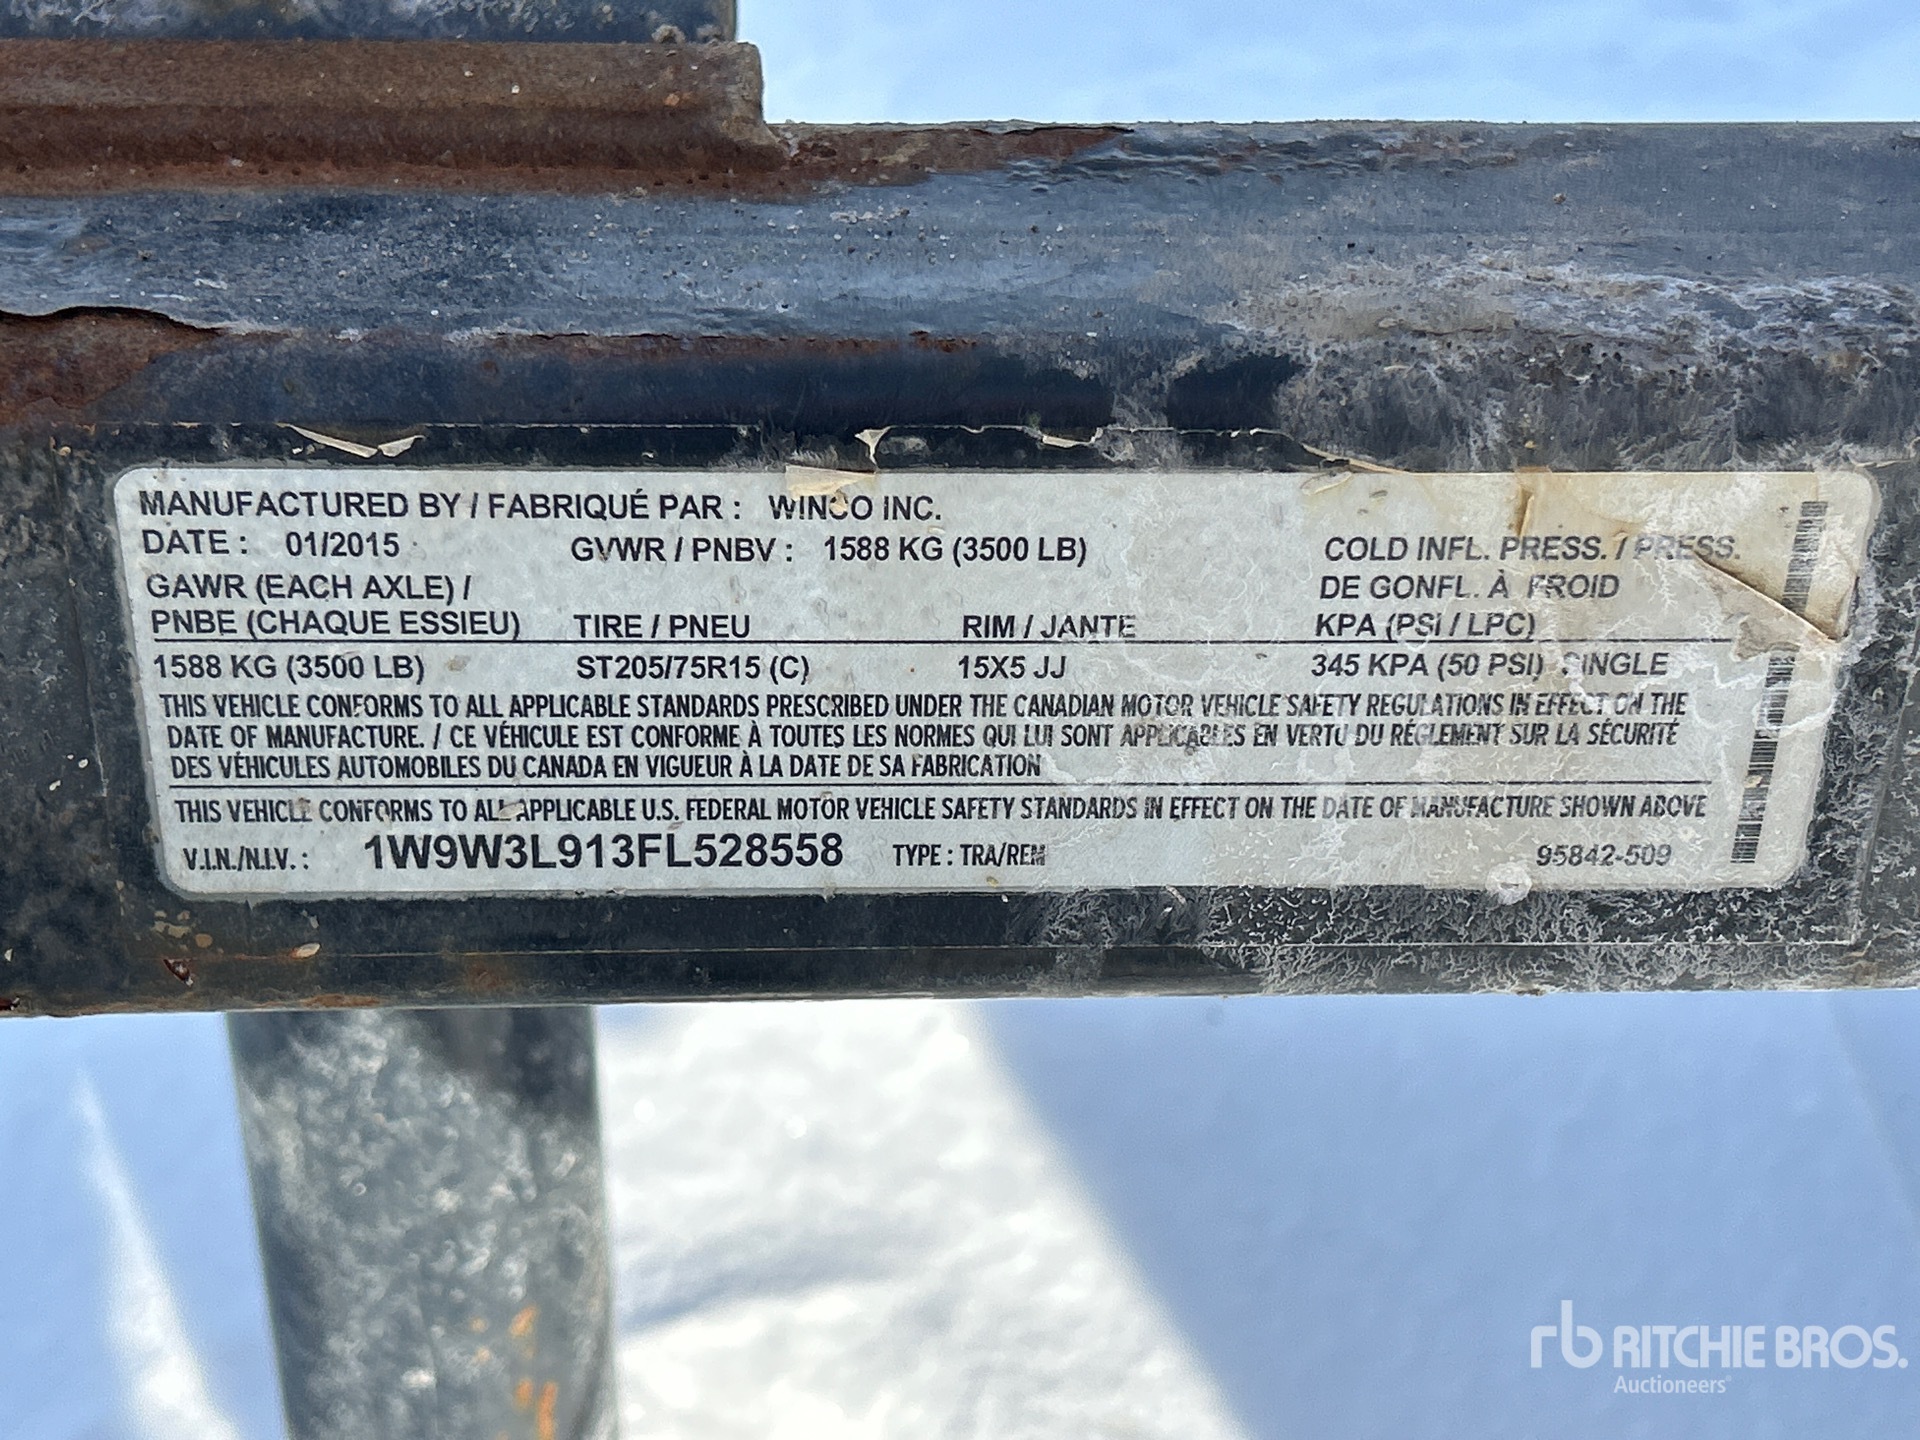 MANUFACTURED BY / FABRIQUÉ PAR : WINCO INC.
DATE : 01/2015 GVWR / PNBV : 1588 KG (3500 LB) COLD INFL. PRESS. / PRESS.
GAWR (EACH AXLE) / DE GONFL. À FROID
PNBE (CHAQUE ESSIEU) TIRE / PNEU RIM / JANTE KPA (PSI / LPC)
1588 KG (3500 LB) ST205/75R15 (C) 15X5 JJ 345 KPA (50 PSI) SINGLE
THIS VEHICLE CONFORMS TO ALL APPLICABLE STANDARDS PRESCRIBED UNDER THE CANADIAN MOTOR VEHICLE SAFETY REGULATIONS IN EFFECT ON THE
DATE OF MANUFACTURE. / CE VÉHICULE EST CONFORME À TOUTES LES NORMES QUI LUI SONT APPLICABLES EN VERTU DU RÉGLEMENT SUR LA SÉCURITÉ
DES VÉHICULES AUTOMOBILES DU CANADA EN VIGUEUR À LA DATE DE SA FABRICATION
THIS VEHICLE CONFORMS TO ALL APPLICABLE U.S. FEDERAL MOTOR VEHICLE SAFETY STANDARDS IN EFFECT ON THE DATE OF MANUFACTURE SHOWN ABOVE
V.I.N./N.I.V. : 1W9W3L913FL528558 TYPE : TRA/REM 95842-509
rb RITCHIE BROS.
Auctioneers